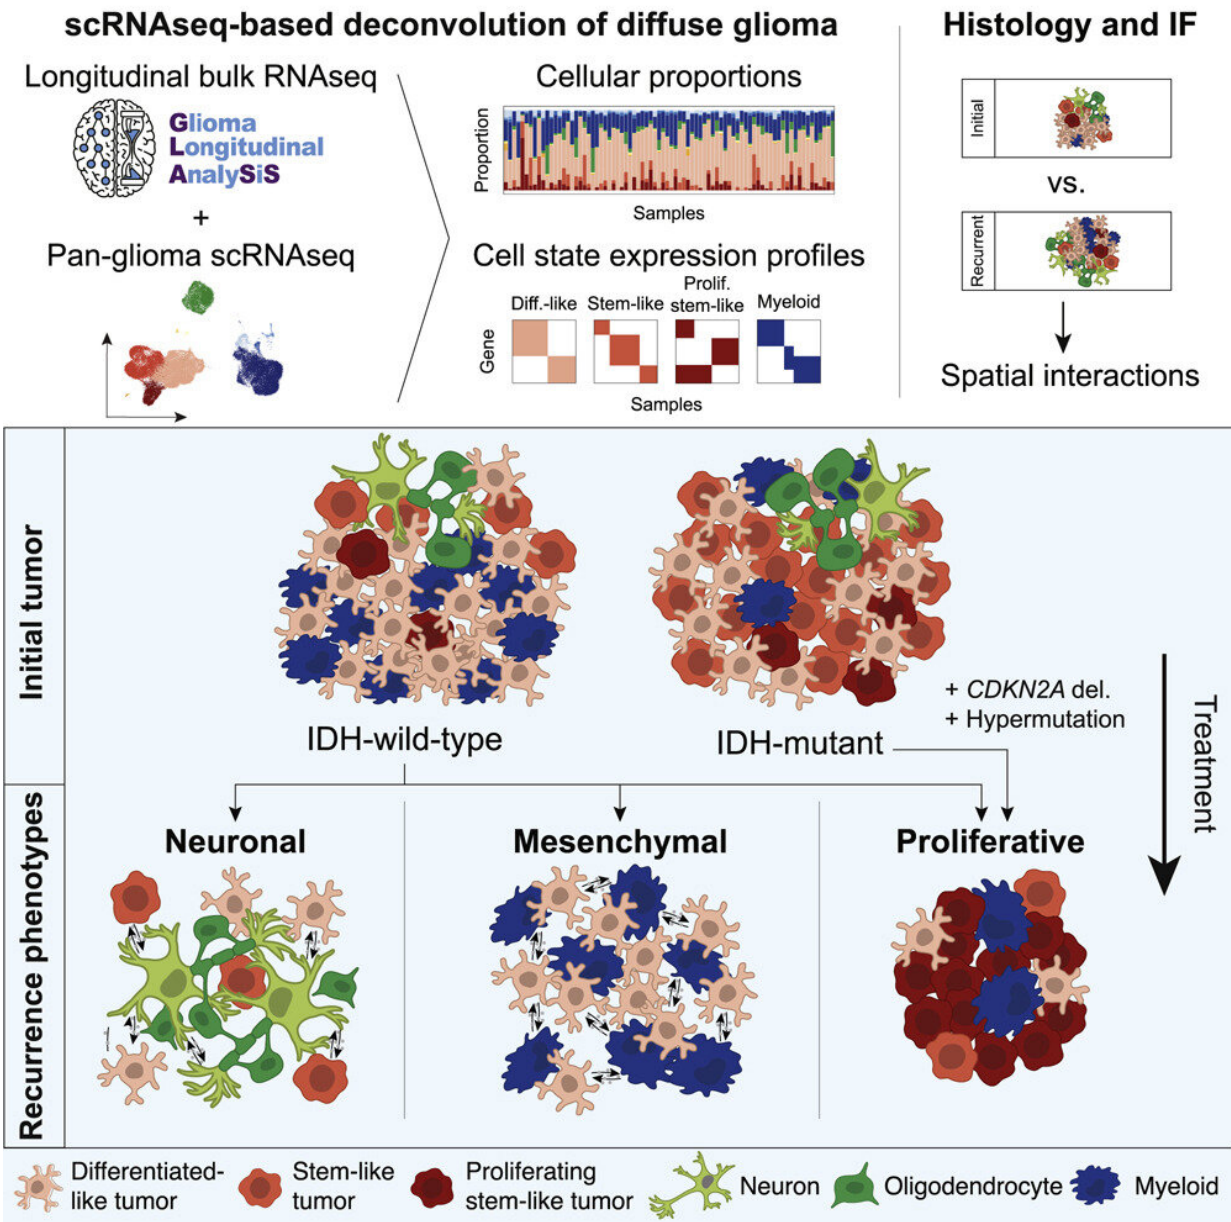 scRNAseq-based deconvolution of diffuse glioma
Longitudinal bulk RNAseq
Glioma
Longitudinal
AnalySiS
+
Pan-glioma scRNAseq
Cellular proportions
Proportion
Samples
Cell state expression profiles
Diff.-like
Stem-like
Prolif.
stem-like
Myeloid
Gene
Samples
Histology and IF
Initial
vs.
Recurrent
Spatial interactions
Initial tumor
IDH-wild-type
IDH-mutant
+ CDKN2A del.
+ Hypermutation
Treatment
Recurrence phenotypes
Neuronal
Mesenchymal
Proliferative
Differentiated-
like tumor
Stem-like
tumor
Proliferating
stem-like tumor
Neuron
Oligodendrocyte
Myeloid